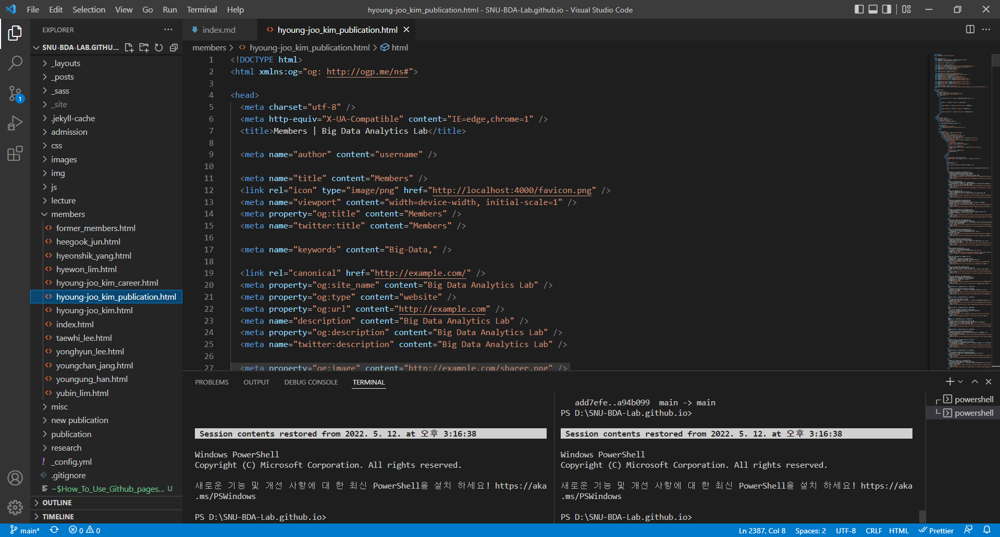 File Edit Selection View Go Run Terminal Help
hyoung-joo_kim_publication.html - SNU-BDA-Lab.github.io - Visual Studio Code
EXPLORER
SNU-BDA-LAB.GITHU...
_layouts
_posts
_sass
_site
.jekyll-cache
admission
css
images
img
js
lecture
members
former_members.html
heegook_jun.html
hyeonshik_yang.html
hyewon_lim.html
hyoung-joo_kim_career.html
hyoung-joo_kim_publication.html
hyoung-joo_kim.html
index.html
taewhi_lee.html
yonghyun_lee.html
youngchan_jang.html
youngung_han.html
yubin_lim.html
misc
new publication
publication
research
! _config.yml
.gitignore
~$How_To_Use_Github_pages... U
OUTLINE
TIMELINE
1
index.md
<> hyoung-joo_kim_publication.html
members > <> hyoung-joo_kim_publication.html > html
1 <!DOCTYPE html>
2 <html xmlns:og="og: http://ogp.me/ns#">
3
4 <head>
5 <meta charset="utf-8" />
6 <meta http-equiv="X-UA-Compatible" content="IE=edge,chrome=1" />
7 <title>Members | Big Data Analytics Lab</title>
8
9 <meta name="author" content="username" />
10
11 <meta name="title" content="Members" />
12 <link rel="icon" type="image/png" href="http://localhost:4000/favicon.png" />
13 <meta name="viewport" content="width=device-width, initial-scale=1" />
14 <meta property="og:title" content="Members" />
15 <meta name="twitter:title" content="Members" />
16
17 <meta name="keywords" content="Big-Data," />
18
19 <link rel="canonical" href="http://example.com/" />
20 <meta property="og:site_name" content="Big Data Analytics Lab" />
21 <meta property="og:type" content="website" />
22 <meta property="og:url" content="http://example.com" />
23 <meta name="description" content="Big Data Analytics Lab" />
24 <meta property="og:description" content="Big Data Analytics Lab" />
25 <meta name="twitter:description" content="Big Data Analytics Lab" />
26
27 <meta property="og:image" content="http://example.com/sharer.png" />
PROBLEMS OUTPUT DEBUG CONSOLE TERMINAL
Session contents restored from 2022. 5. 12. at 오후 3:16:38
Windows PowerShell
Copyright (C) Microsoft Corporation. All rights reserved.
새로운 기능 및 개선 사항에 대 한 최신 PowerShell을 설치 하세요! https://aka
.ms/PSWindows
PS D:\SNU-BDA-Lab.github.io>
add7efe..a94b099 main -> main
PS D:\SNU-BDA-Lab.github.io>
Session contents restored from 2022. 5. 12. at 오후 3:16:38
Windows PowerShell
Copyright (C) Microsoft Corporation. All rights reserved.
새로운 기능 및 개선 사항에 대 한 최신 PowerShell을 설치 하세요! https://aka
.ms/PSWindows
PS D:\SNU-BDA-Lab.github.io>
powershell
powershell
main* 0 0
Ln 2387, Col 8 Spaces: 2 UTF-8 CRLF HTML Prettier